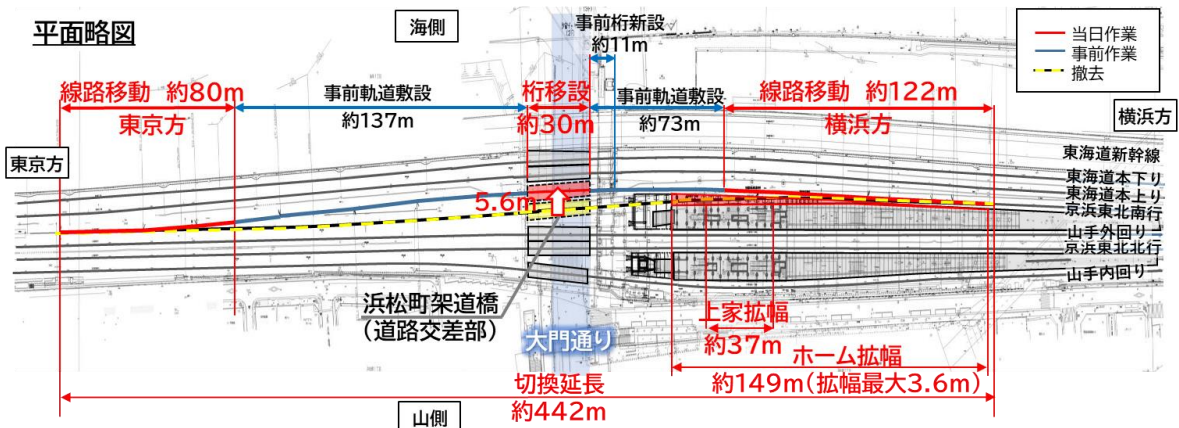 平面略図
海側
事前桁新設
約11m
当日作業
事前作業
撤去
線路移動 約80m
東京方
事前軌道敷設
約137m
桁移設
約30m
事前軌道敷設
約73m
線路移動 約122m
横浜方
横浜方
東京方
東海道新幹線
東海道本下り
東海道本上り
京浜東北南行
山手外回り
京浜東北北行
山手内回り
5.6m
浜松町架道橋
(道路交差部)
大門通り
上家拡幅
約37m
ホーム拡幅
約149m(拡幅最大3.6m)
切換延長
約442m
山側